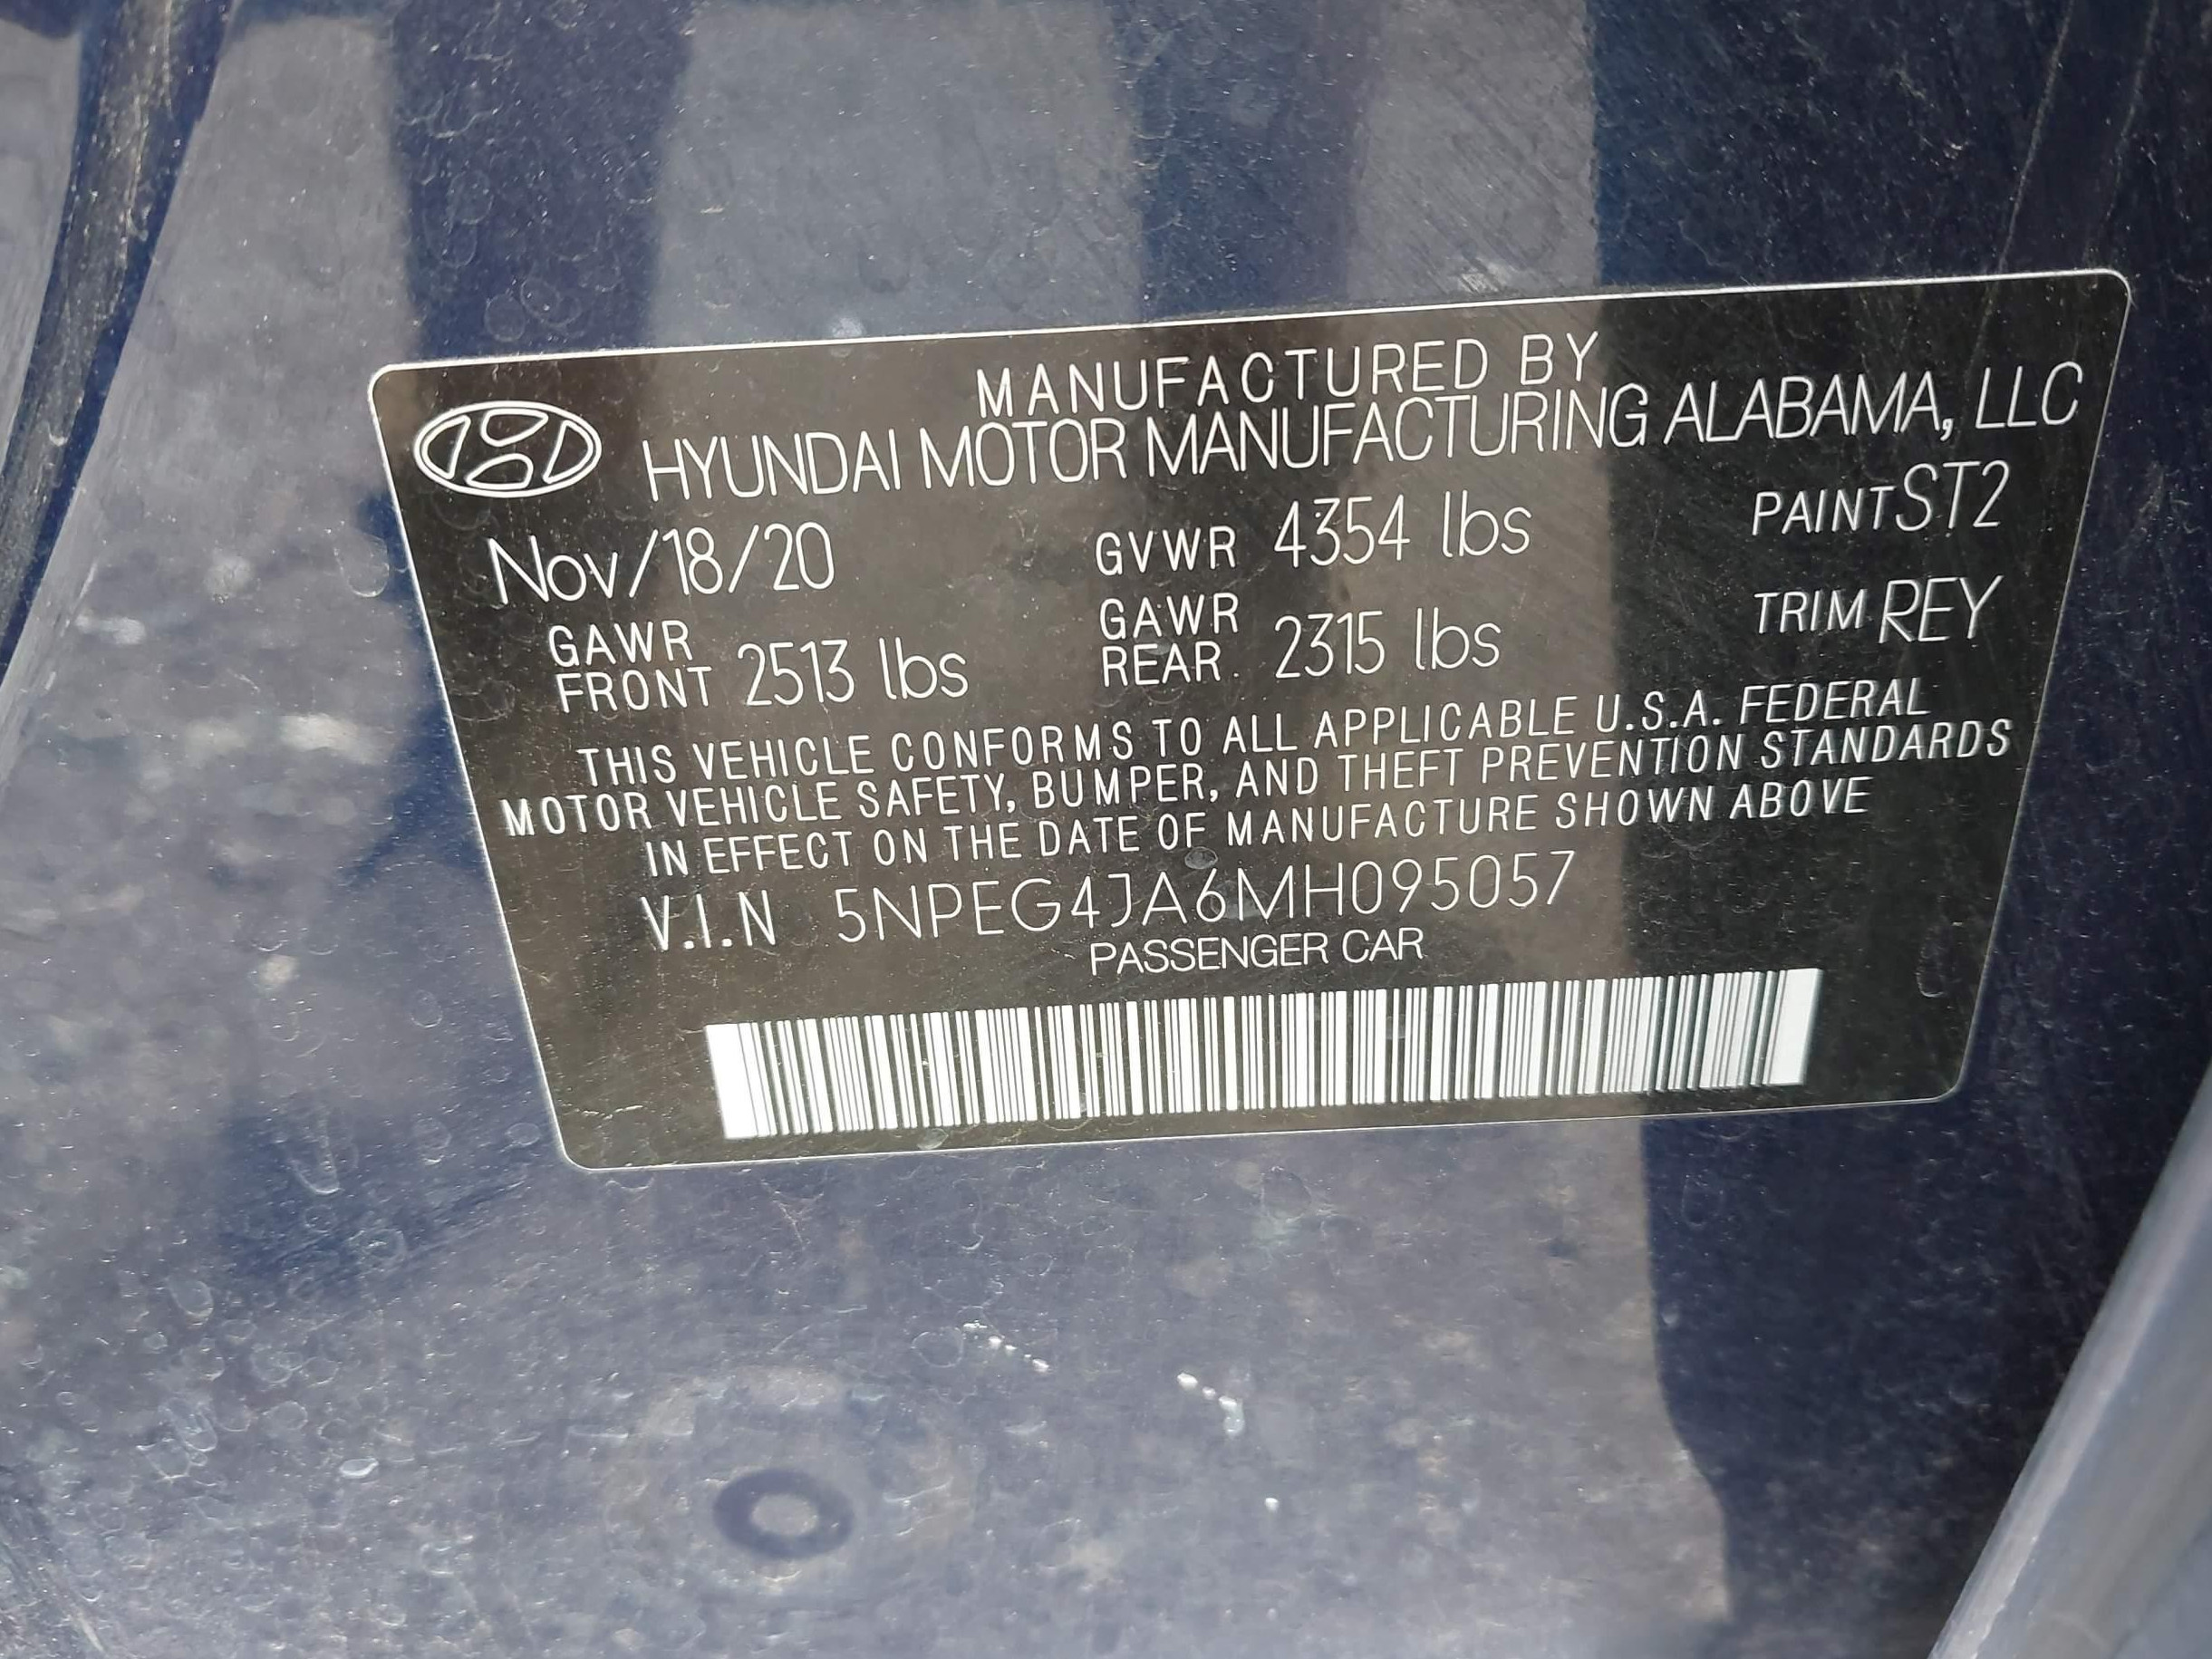 MANUFACTURED BY
HYUNDAI MOTOR MANUFACTURING ALABAMA, LLC
Nov/18/20 GVWR 4354 lbs PAINT ST2
GAWR FRONT 2513 lbs GAWR REAR 2315 lbs TRIM REY
THIS VEHICLE CONFORMS TO ALL APPLICABLE U.S.A. FEDERAL
MOTOR VEHICLE SAFETY, BUMPER, AND THEFT PREVENTION STANDARDS
IN EFFECT ON THE DATE OF MANUFACTURE SHOWN ABOVE
V.I.N 5NPEG4JA6MH095057
PASSENGER CAR